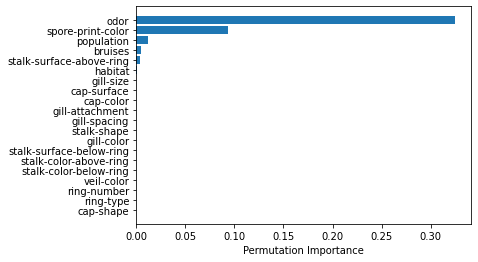 odor
spore-print-color
population
bruises
stalk-surface-above-ring
habitat
gill-size
cap-surface
cap-color
gill-attachment
gill-spacing
stalk-shape
gill-color
stalk-surface-below-ring
stalk-color-above-ring
stalk-color-below-ring
veil-color
ring-number
ring-type
cap-shape
0.00 0.05 0.10 0.15 0.20 0.25 0.30
Permutation Importance